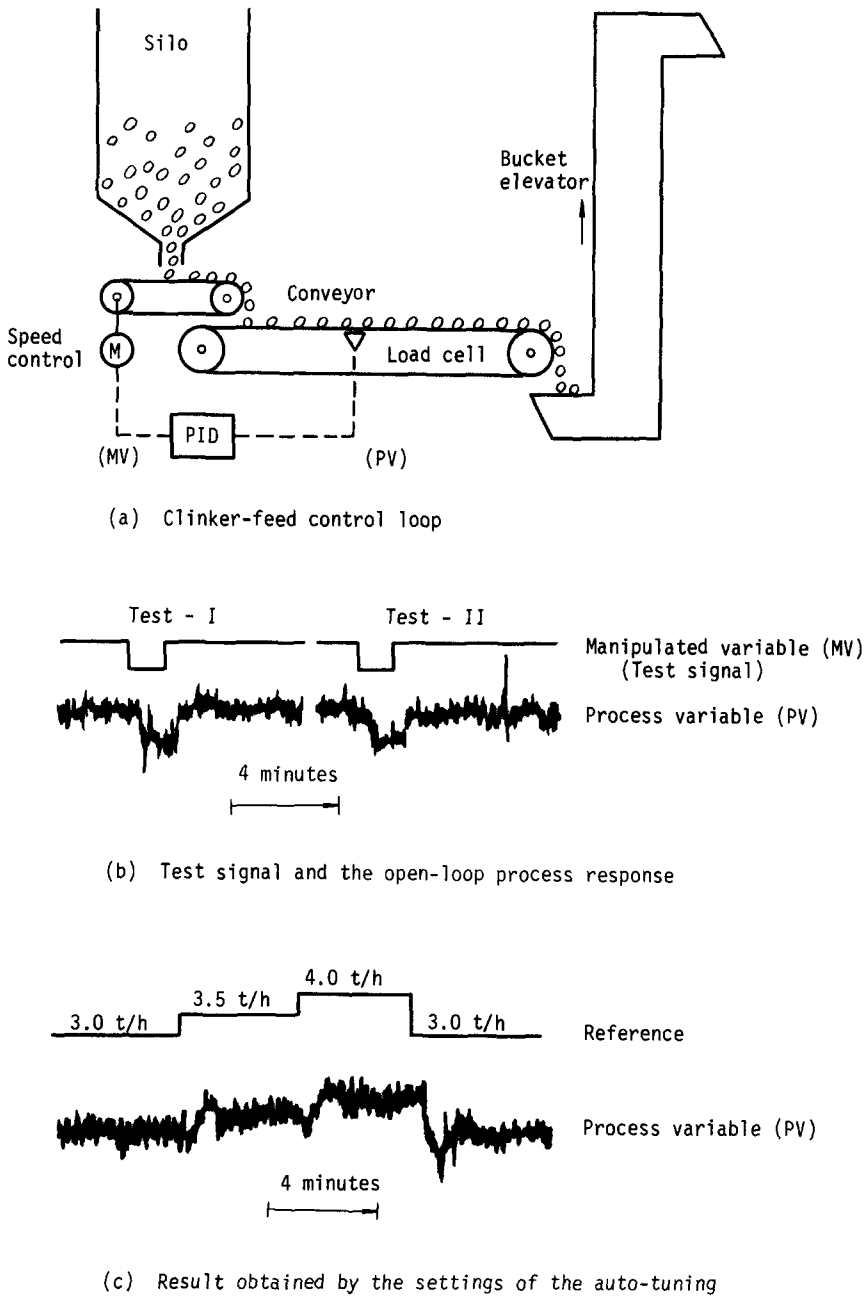 Silo
Bucket
elevator
Conveyor
Speed
control
M
Load cell
PID
(MV)
(PV)
(a) Clinker-feed control loop
Test - I
Test - II
Manipulated variable (MV)
(Test signal)
Process variable (PV)
4 minutes
(b) Test signal and the open-loop process response
4.0 t/h
3.5 t/h
3.0 t/h
3.0 t/h
Reference
Process variable (PV)
4 minutes
(c) Result obtained by the settings of the auto-tuning